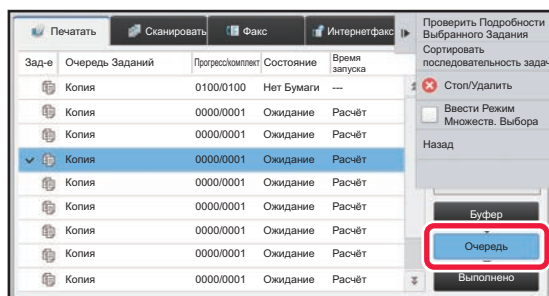 Печатать
Сканировать
Факс
Интернетфакс
Зад-е Очередь Заданий Прогресс/комплект Состояние Время запуска
Копия 0100/0100 Нет Бумаги ---
Копия 0000/0001 Ожидание Расчёт
Копия 0000/0001 Ожидание Расчёт
Копия 0000/0001 Ожидание Расчёт
Копия 0000/0001 Ожидание Расчёт
Копия 0000/0001 Ожидание Расчёт
Копия 0000/0001 Ожидание Расчёт
Копия 0000/0001 Ожидание Расчёт
Копия 0000/0001 Ожидание Расчёт
Проверить Подробности
Выбранного Задания
Сортировать
последовательность задач
Стоп/Удалить
Ввести Режим
Множеств. Выбора
Назад
Буфер
Очередь
Выполнено